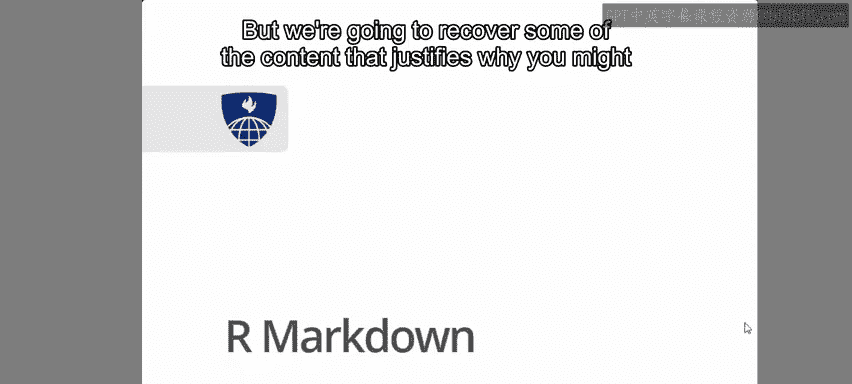 But we're going to recover some of
the content that justifies why you might
R Markdown